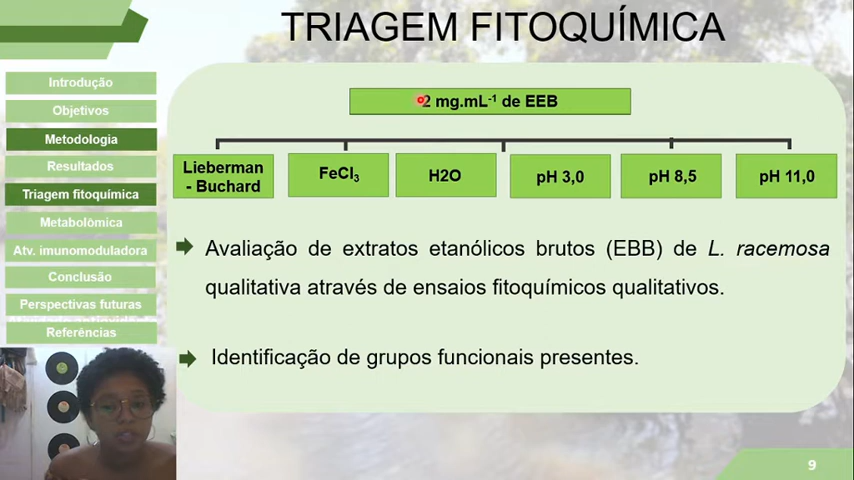 TRIAGEM FITOQUÍMICA
Introdução
Objetivos
Metodologia
Resultados
Triagem fitoquímica
Metabolômica
Atv. imunomoduladora
Conclusão
Perspectivas futuras
Referências
2 mg.mL⁻¹ de EEB
Lieberman
- Buchard
FeCl₃
H2O
pH 3,0
pH 8,5
pH 11,0
Avaliação de extratos etanólicos brutos (EBB) de L. racemosa
qualitativa através de ensaios fitoquímicos qualitativos.
Identificação de grupos funcionais presentes.
9